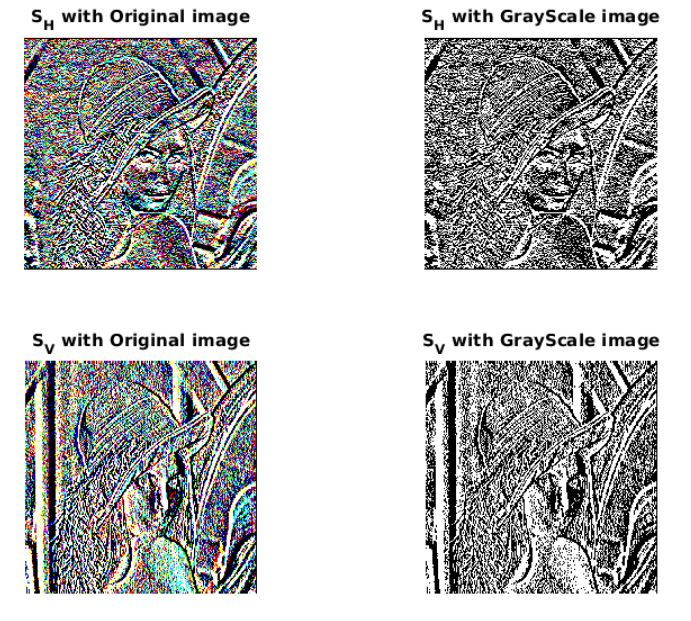 S_H with Original image
S_H with GrayScale image
S_V with Original image
S_V with GrayScale image